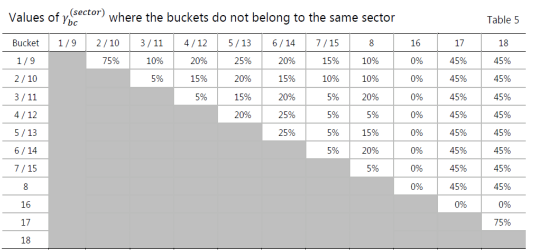 Values of γbc(sector) where the buckets do not belong to the same sector Table 5
Bucket 1 / 9 2 / 10 3 / 11 4 / 12 5 / 13 6 / 14 7 / 15 8 16 17 18
1 / 9 75% 10% 20% 25% 20% 15% 10% 0% 45% 45%
2 / 10 5% 15% 20% 15% 10% 10% 0% 45% 45%
3 / 11 5% 15% 20% 5% 20% 0% 45% 45%
4 / 12 20% 25% 5% 5% 0% 45% 45%
5 / 13 25% 5% 15% 0% 45% 45%
6 / 14 5% 20% 0% 45% 45%
7 / 15 5% 0% 45% 45%
8 0% 45% 45%
16 0% 0%
17 75%
18